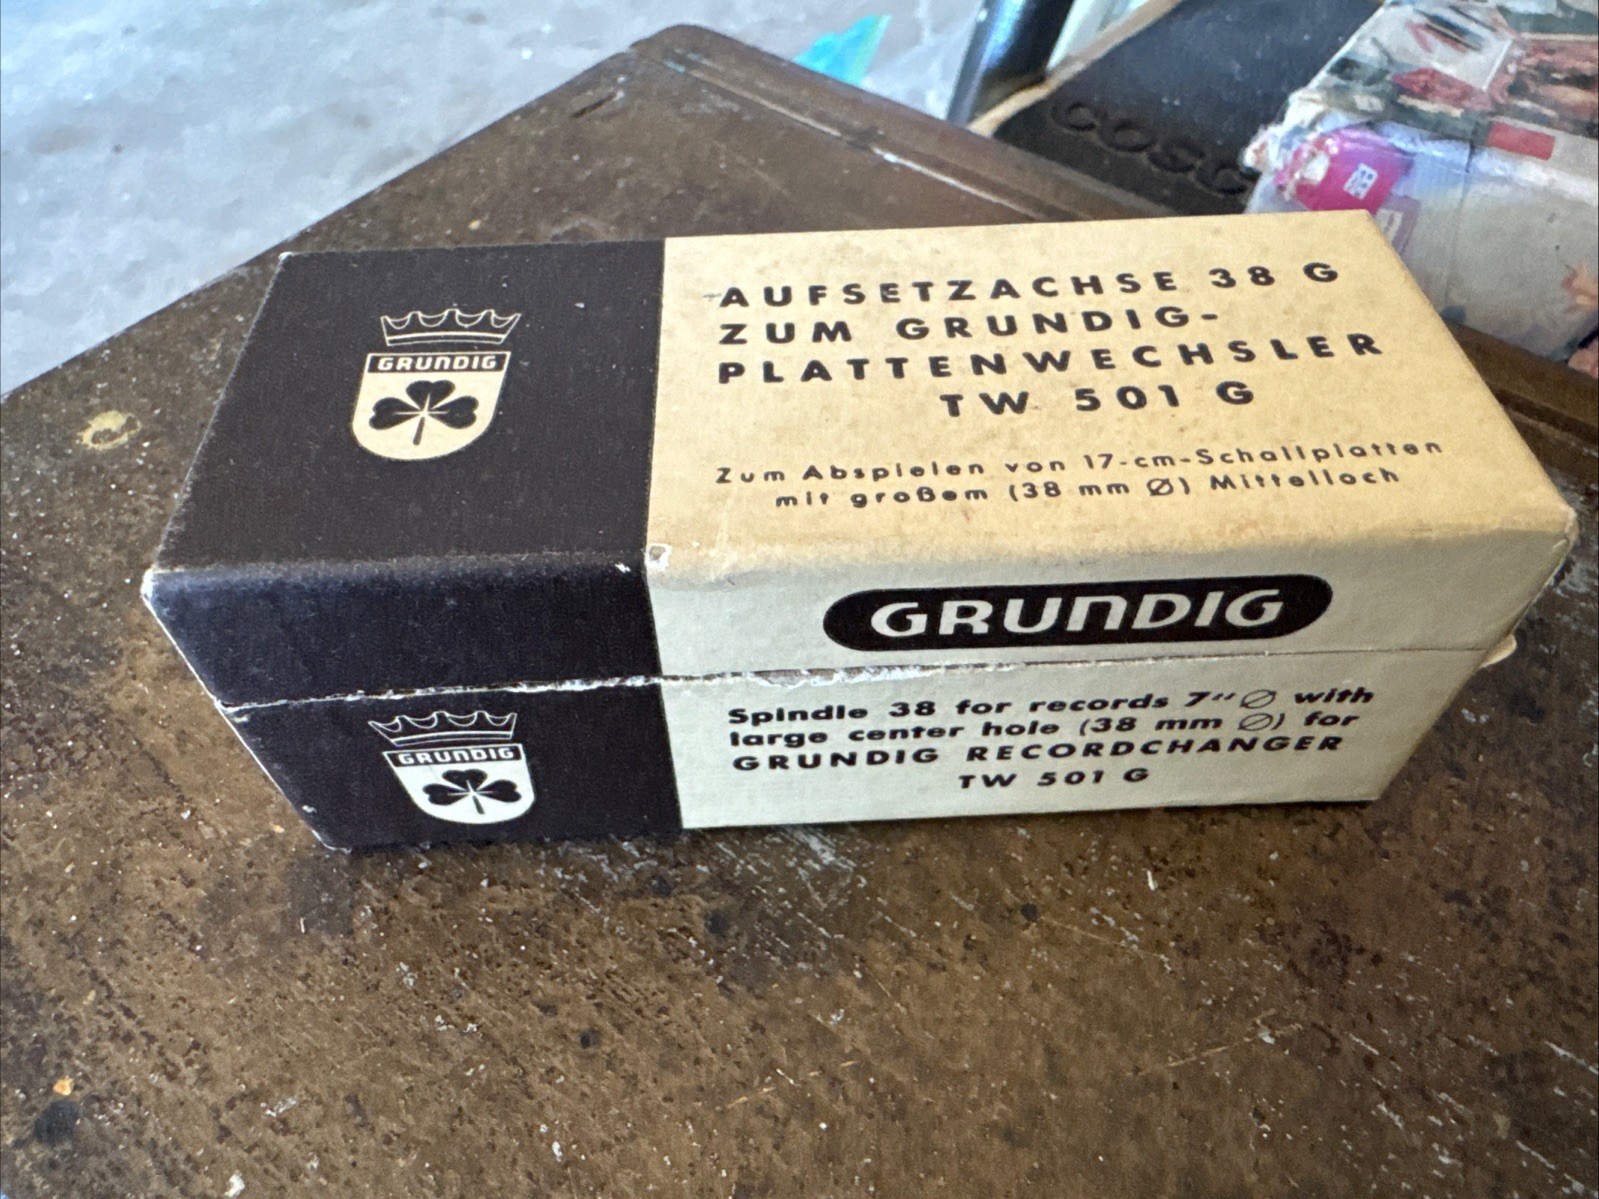 COSC
GRUNDIG
AUFSETZACHSE 38 G
ZUM GRUNDIG-
PLATTENWECHSLER
TW 501 G
Zum Abspielen von 17-cm-Schallplatten
mit großem (38 mm Ø) Mittelloch
GRUNDIG
GRUNDIG
Spindle 38 for records 7" Ø with
large center hole (38 mm Ø) for
GRUNDIG RECORDCHANGER
TW 501 G